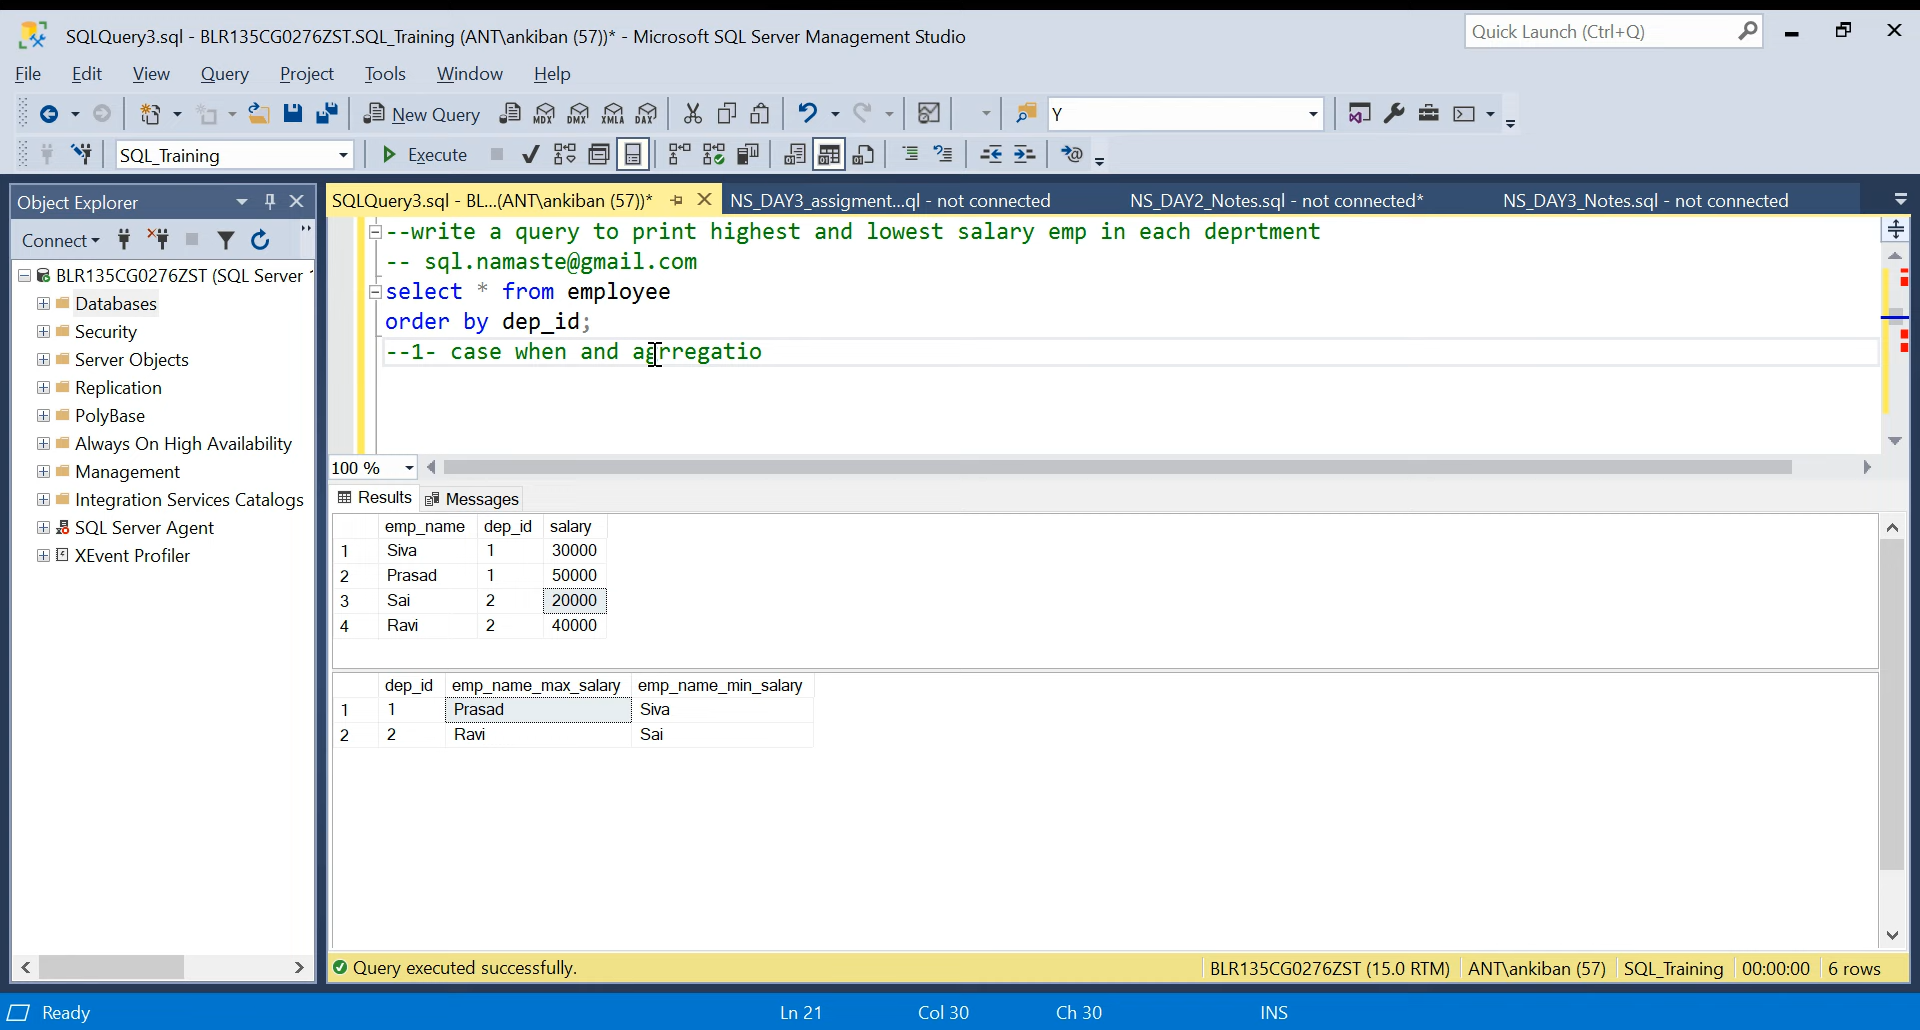 SQLQuery3.sql - BLR135CG0276ZST.SQL_Training (ANT\ankiban (57))* - Microsoft SQL Server Management Studio
Quick Launch (Ctrl+Q)
File Edit View Query Project Tools Window Help
New Query MDX DMX XMLA DAX Y
SQL_Training Execute
Object Explorer
SQLQuery3.sql - BL...(ANT\ankiban (57))* NS_DAY3_assigment...ql - not connected NS_DAY2_Notes.sql - not connected* NS_DAY3_Notes.sql - not connected
Connect
BLR135CG0276ZST (SQL Server
Databases
Security
Server Objects
Replication
PolyBase
Always On High Availability
Management
Integration Services Catalogs
SQL Server Agent
XEvent Profiler
--write a query to print highest and lowest salary emp in each deprtment
-- sql.namaste@gmail.com
select * from employee
order by dep_id;
--1- case when and agrregatio
100 %
Results Messages
emp_name dep_id salary
1 Siva 1 30000
2 Prasad 1 50000
3 Sai 2 20000
4 Ravi 2 40000
dep_id emp_name_max_salary emp_name_min_salary
1 1 Prasad Siva
2 2 Ravi Sai
Query executed successfully. BLR135CG0276ZST (15.0 RTM) ANT\ankiban (57) SQL_Training 00:00:00 6 rows
Ready Ln 21 Col 30 Ch 30 INS